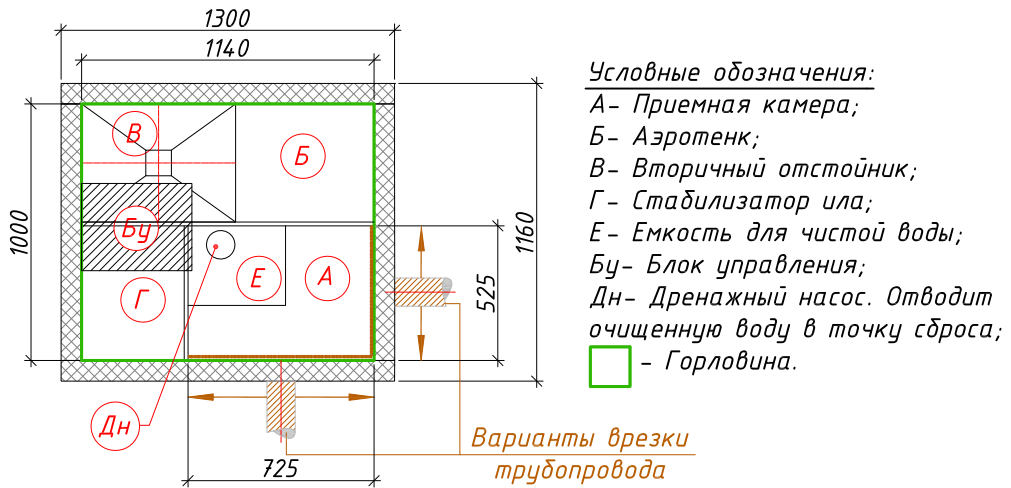 1300
1140
Условные обозначения:
А- Приемная камера;
Б- Аэротенк;
В- Вторичный отстойник;
Г- Стабилизатор ила;
Е- Емкость для чистой воды;
Бу- Блок управления;
Дн- Дренажный насос. Отводит
очищенную воду в точку сброса;
- Горловина.
В
Б
Бу
1000
1160
Г
Е
А
525
Дн
Варианты врезки
трубопровода
725